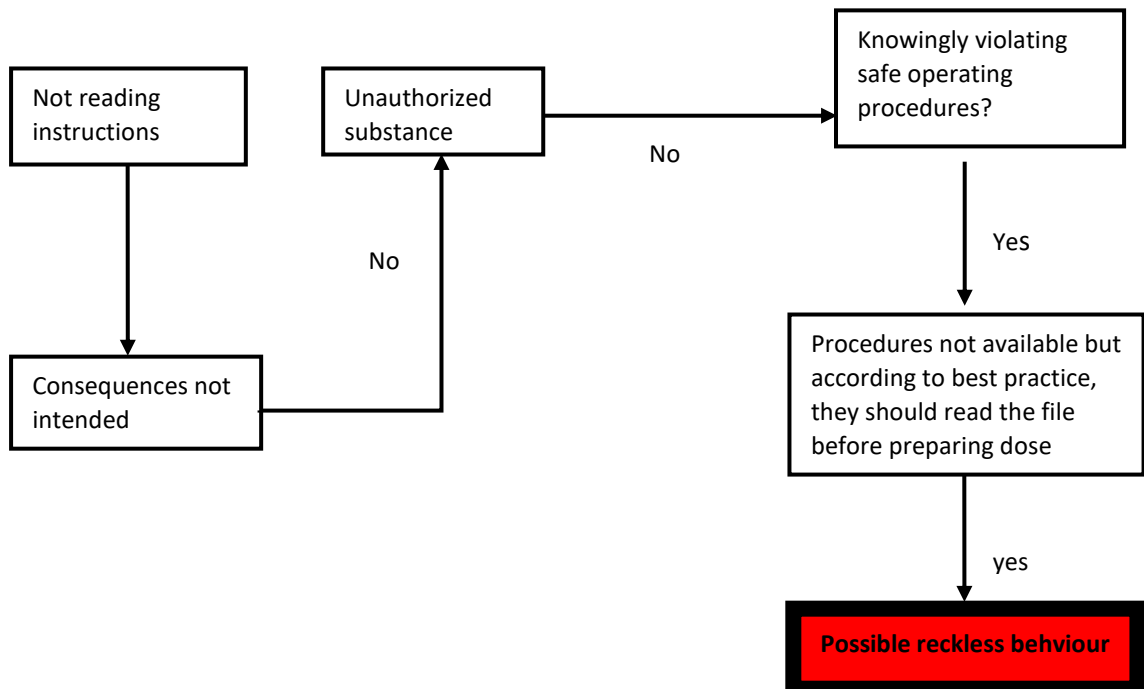 Not reading
instructions
Consequences not
intended
No
Unauthorized
substance
No
Knowingly violating
safe operating
procedures?
Yes
Procedures not available but
according to best practice,
they should read the file
before preparing dose
yes
Possible reckless behviour